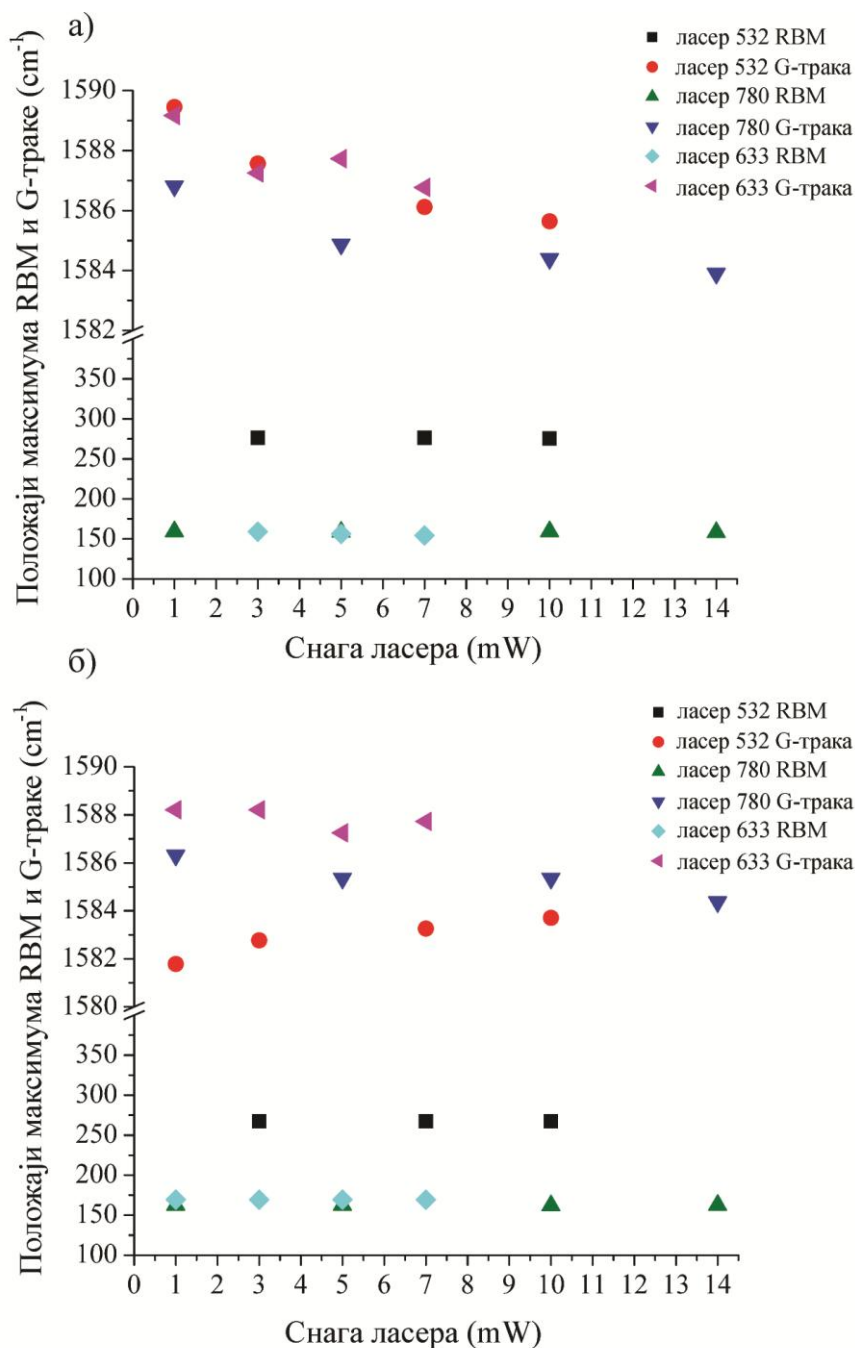 а)
ласер 532 RBM
ласер 532 G-трака
ласер 780 RBM
ласер 780 G-траке
ласер 633 RBM
ласер 633 G-трака
Положаји максимума RBM и G-траке (cm-1)
1590
1588
1586
1584
1582
350
300
250
200
150
100
0 1 2 3 4 5 6 7 8 9 10 11 12 13 14
Снага ласера (mW)
б)
ласер 532 RBM
ласер 532 G-трака
ласер 780 RBM
ласер 780 G-траке
ласер 633 RBM
ласер 633 G-трака
Положаји максимума RBM и G-траке (cm-1)
1590
1588
1586
1584
1582
1580
350
300
250
200
150
100
0 1 2 3 4 5 6 7 8 9 10 11 12 13 14
Снага ласера (mW)